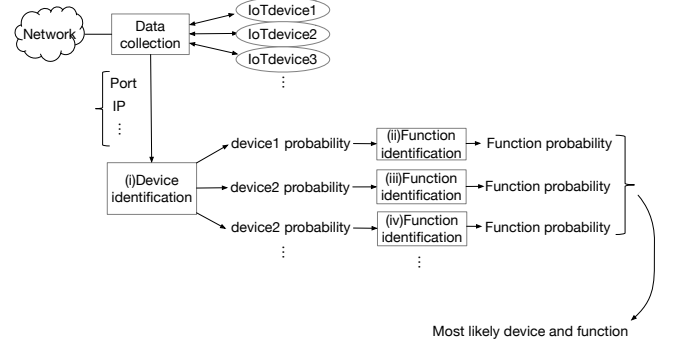 IoTdevice1
Network
Data
collection
IoTdevice2
IoTdevice3
⋮
Port
IP
⋮
(i)Device
identification
device1 probability
(ii)Function
identification
Function probability
device2 probability
(iii)Function
identification
Function probability
device2 probability
(iv)Function
identification
Function probability
⋮
⋮
Most likely device and function